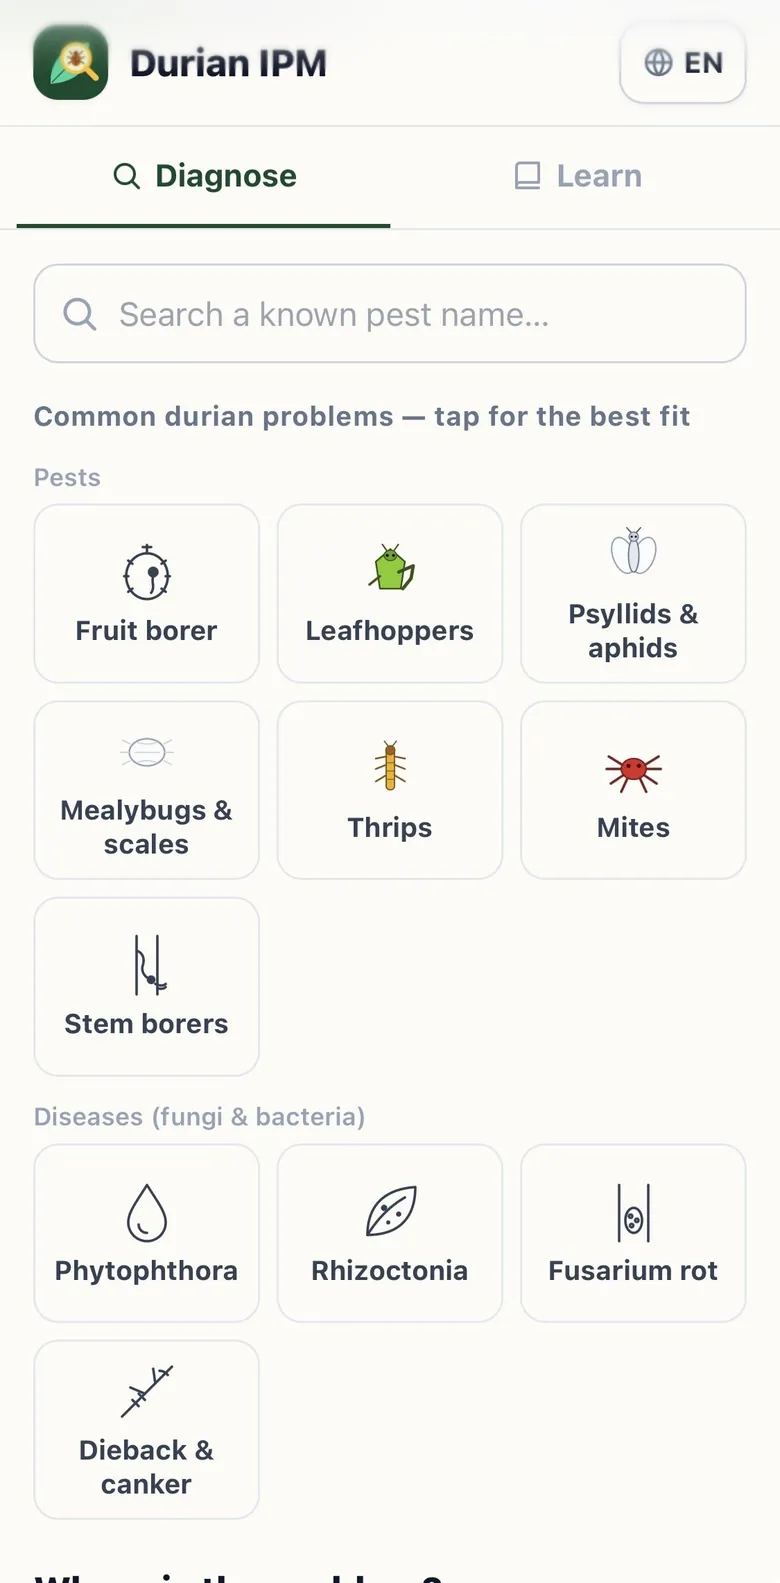 Durian IPM
EN
Diagnose
Learn
Search a known pest name...
Common durian problems — tap for the best fit
Pests
Fruit borer
Leafhoppers
Psyllids &
aphids
Mealybugs &
scales
Thrips
Mites
Stem borers
Diseases (fungi & bacteria)
Phytophthora
Rhizoctonia
Fusarium rot
Dieback &
canker